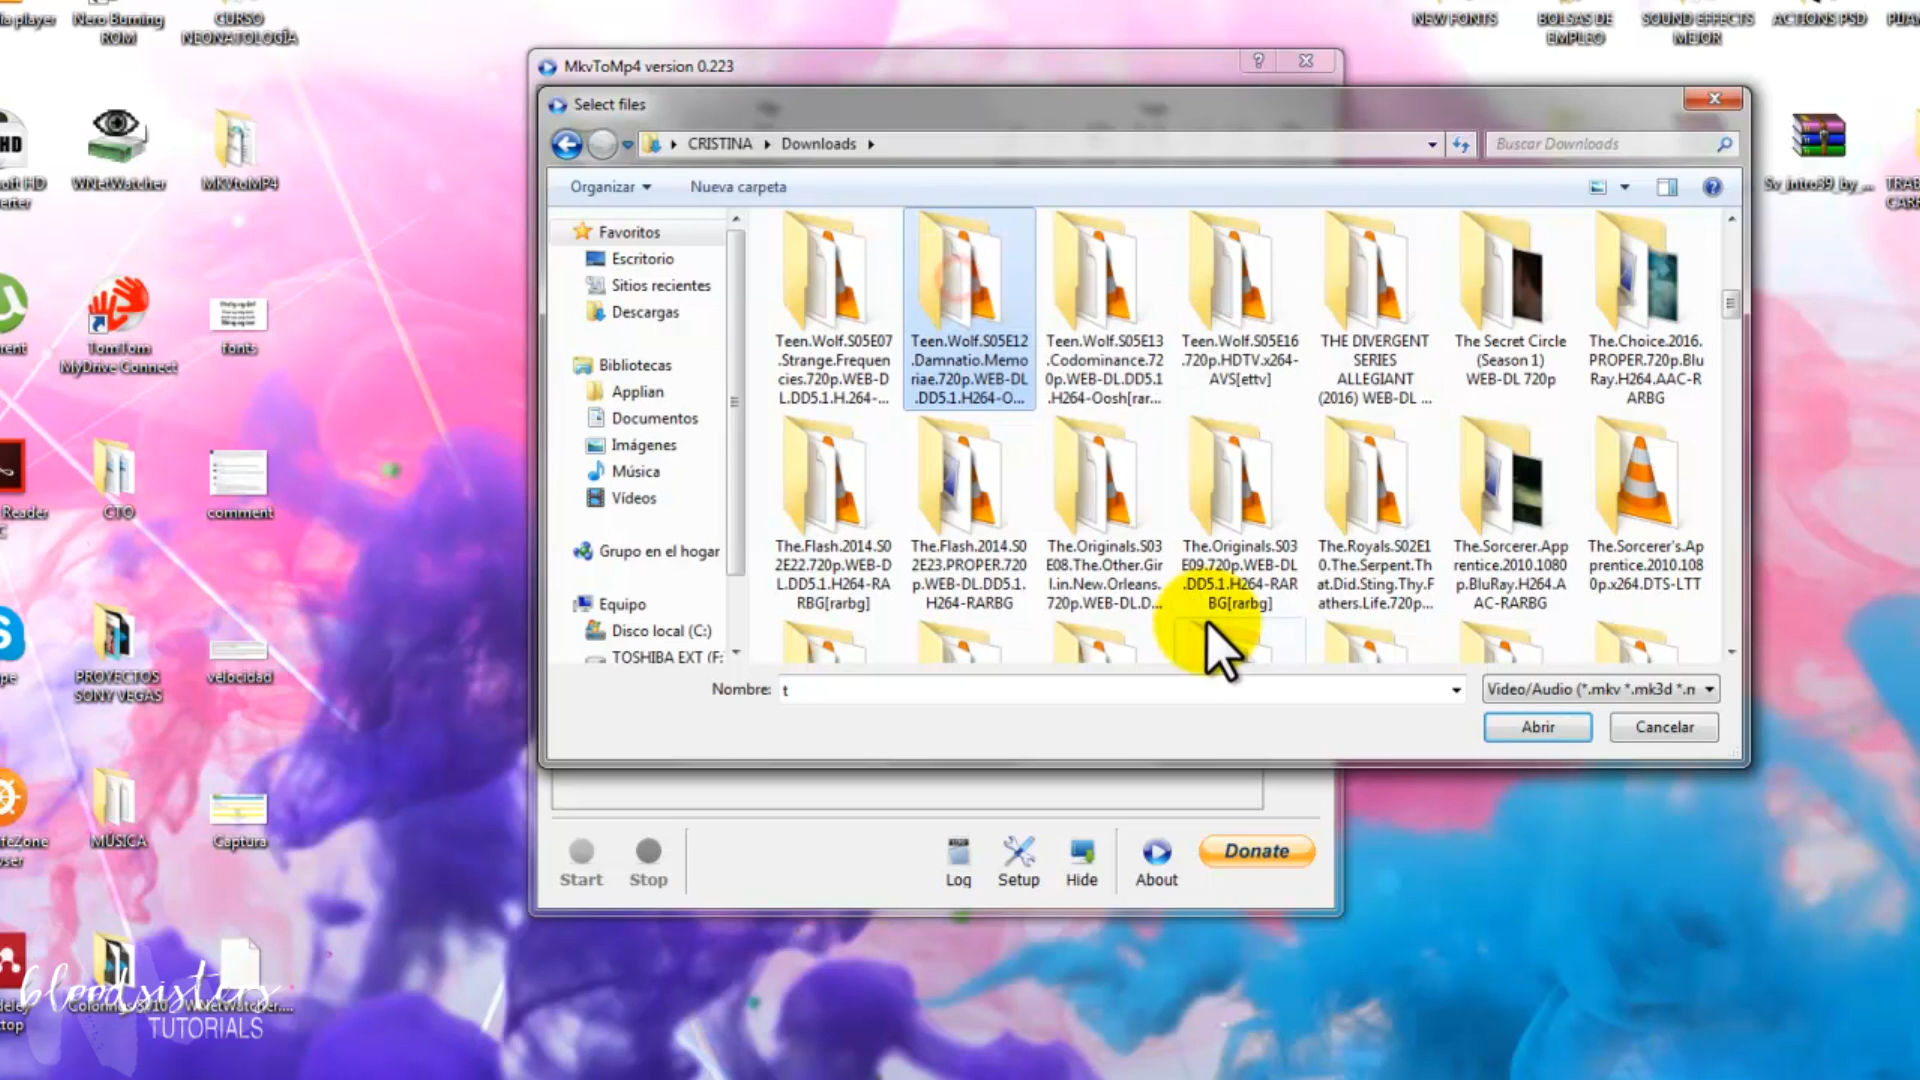 player
Nero Burning
ROM
CURSO
NEONATOLOGÍA
NEW FONTS
BOLSAS DE
EMPLEO
SOUND EFFECTS
MEJOR
ACTIONS PSD
MkvToMp4 version 0.223
Select files
CRISTINA
Downloads
Buscar Downloads
HD
WNetWatcher
MKVtoMP4
Sv_intro39_by_...
Organizar
Nueva carpeta
Favoritos
Escritorio
Sitios recientes
Descargas
Bibliotecas
Applian
Documentos
Imágenes
Música
Vídeos
Grupo en el hogar
Equipo
Disco local (C:)
TOSHIBA EXT (F:
Teen.Wolf.S05E07
.Strange.Frequen
cies.720p.WEB-D
L.DD5.1.H.264-...
Teen.Wolf.S05E12
.Damnatio.Memo
riae.720p.WEB-DL
.DD5.1.H264-O...
Teen.Wolf.S05E13
.Codominance.72
0p.WEB-DL.DD5.1
.H264-Oosh[rar...
Teen.Wolf.S05E16
.720p.HDTV.x264-
AVS[ettv]
THE DIVERGENT
SERIES
ALLEGIANT
(2016) WEB-DL ...
The Secret Circle
(Season 1)
WEB-DL 720p
The.Choice.2016.
PROPER.720p.Blu
Ray.H264.AAC-R
ARBG
The.Flash.2014.S0
2E22.720p.WEB-D
L.DD5.1.H264-RA
RBG[rarbg]
The.Flash.2014.S0
2E23.PROPER.720
p.WEB-DL.DD5.1.
H264-RARBG
The.Originals.S03
E08.The.Other.Gir
l.in.New.Orleans.
720p.WEB-DL.D...
The.Originals.S03
E09.720p.WEB-DL
.DD5.1.H264-RAR
BG[rarbg]
The.Royals.S02E1
0.The.Serpent.Th
at.Did.Sting.Thy.F
athers.Life.720p...
The.Sorcerer.App
rentice.2010.1080
p.BluRay.H264.A
AC-RARBG
The.Sorcerer's.Ap
prentice.2010.108
0p.x264.DTS-LTT
Nombre:
t
Video/Audio (*.mkv *.mk3d *.n
Abrir
Cancelar
Start
Stop
Log
Setup
Hide
About
Donate
TomTom
MyDrive Connect
fonts
Reader
CTO
comment
PROYECTOS
SONY VEGAS
velocidad
MÚSICA
Captura
WNetWatcher....
bloodsisters
TUTORIALS